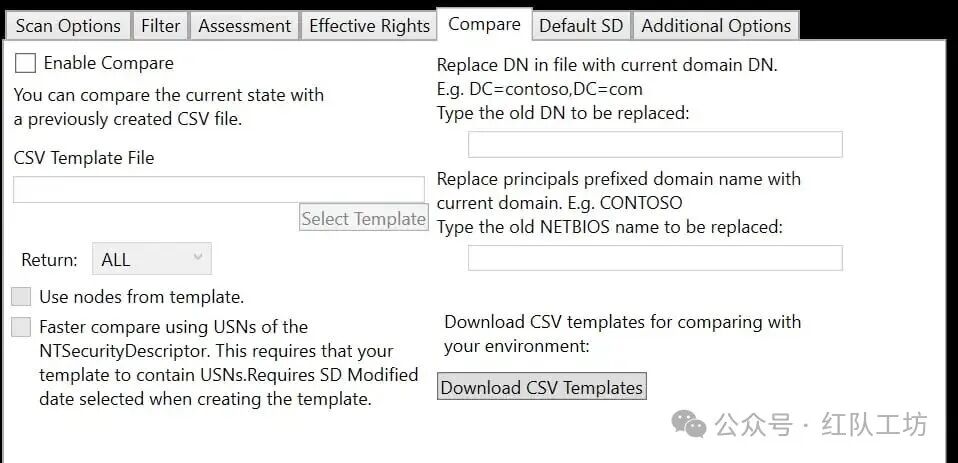 Scan Options
Filter
Assessment
Effective Rights
Compare
Default SD
Additional Options
Enable Compare
You can compare the current state with
a previously created CSV file.
CSV Template File
Select Template
Return:
ALL
Use nodes from template.
Faster compare using USNs of the
NTSecurityDescriptor. This requires that your
template to contain USNs.Requires SD Modified
date selected when creating the template.
Replace DN in file with current domain DN.
E.g. DC=contoso,DC=com
Type the old DN to be replaced:
Replace principals prefixed domain name with
current domain. E.g. CONTOSO
Type the old NETBIOS name to be replaced:
Download CSV templates for comparing with
your environment:
Download CSV Templates
公众号 · 红队工坊